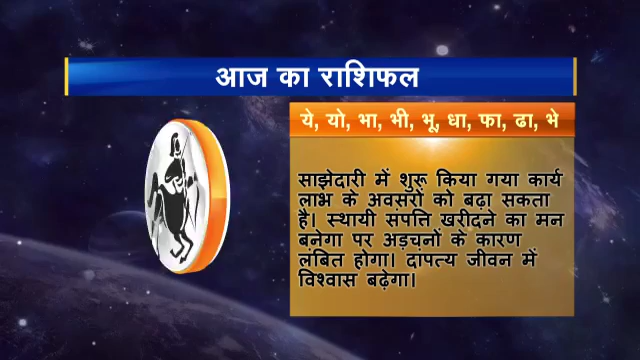 आज का राशिफल
ये, यो, भा, भी, भू, धा, फा, ढा, भे
साझेदारी में शुरू किया गया कार्य
लाभ के अवसरों को बढ़ा सकता
है। स्थायी संपत्ति खरीदने का मन
बनेगा पर अड़चनों के कारण
लंबित होगा। दांपत्य जीवन में
विश्वास बढ़ेगा।